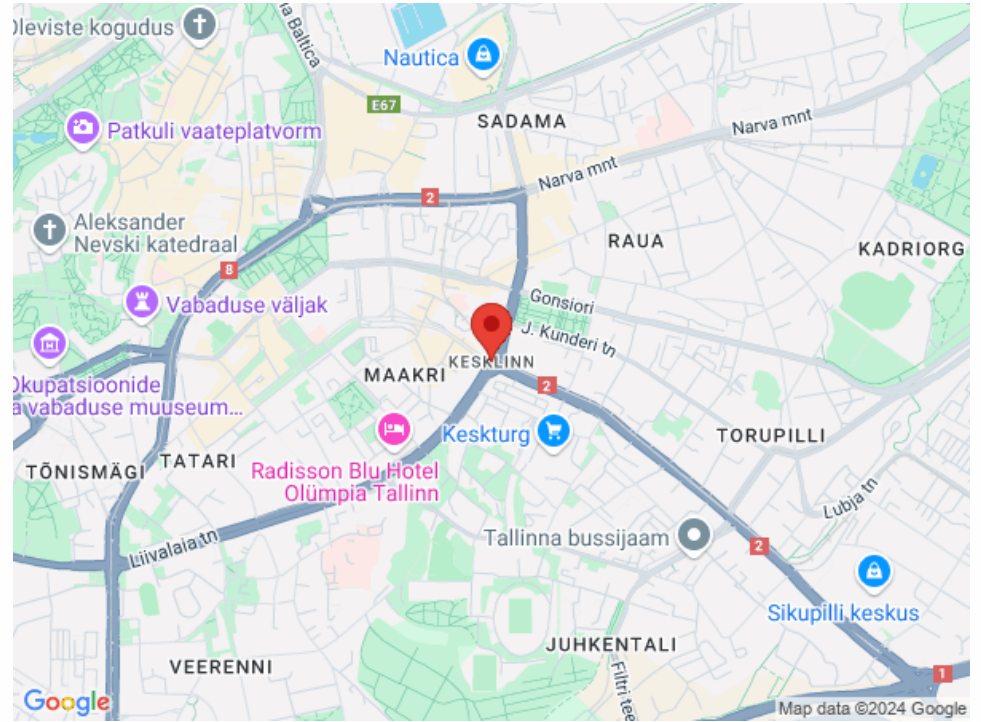 Oleviste kogudus
Baltica
Nautica
E67
SADAMA
Narva mnt
Patkuli vaateplatvorm
Narva mnt
2
Aleksander
Nevski katedraal
RAUA
KADRIORG
8
Vabaduse väljak
Gonsiori
J. Kunderi tn
KESKLINN
MAAKRI
2
Okupatsioonide
a vabaduse muuseum...
Keskturg
TORUPILLI
TÕNISMÄGI
TATARI
Radisson Blu Hotel
Olümpia Tallinn
Lubja tn
Liivalaia tn
Tallinna bussijaam
2
Sikupilli keskus
JUHKENTALI
VEERENNI
Filtri tee
1
Google
Map data ©2024 Google